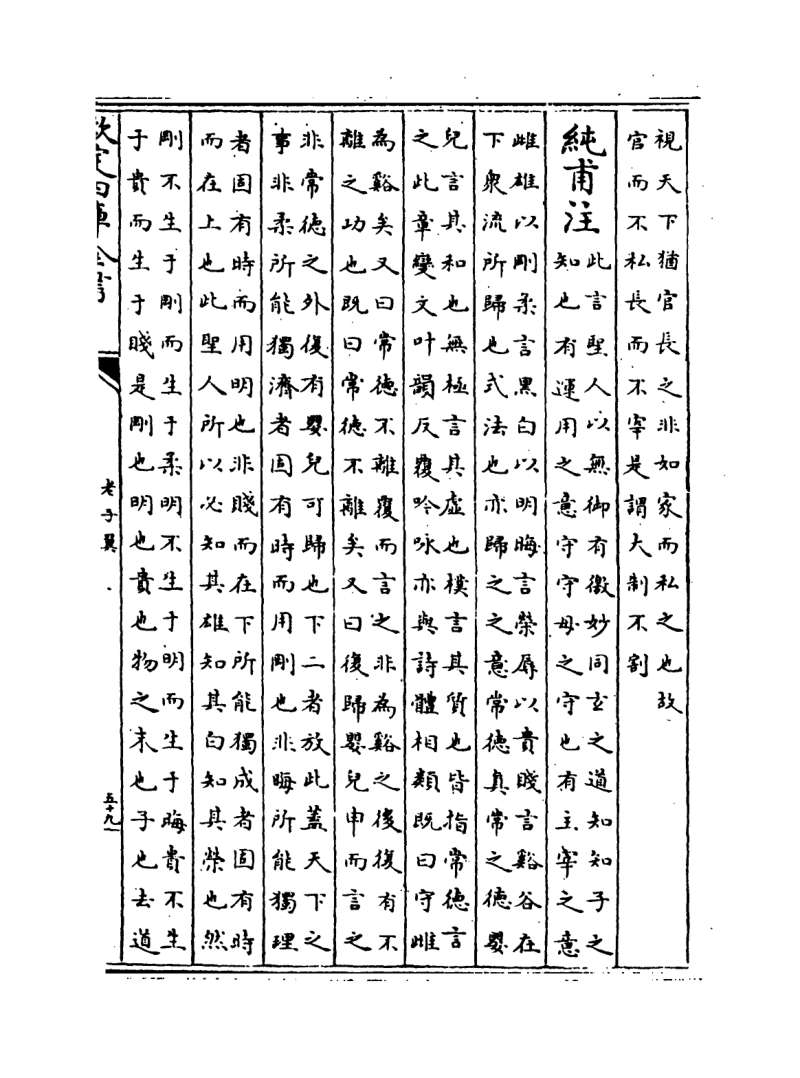 視天下猶官長之非如家而私之也故
官而不私長而不宰是謂大制不割
純甫注
此言聖人以無御有徼妙同玄之道知知子之
知也有運用之意守守母之守也有主宰之意
雌雄以剛柔言黑白以明晦言榮辱以貴賤言谿谷在
下衆流所歸也式法也亦歸之之意常德真常之德嬰
兒言其和也無極言其虛也樸言其質也皆指常德言
之此章變文叶韻反覆吟咏亦與詩體相類既曰守雌
為谿矣又曰常德不離覆而言之非為谿之後復有不
離之功也既曰常德不離矣又曰復歸嬰兒申而言之
非常德之外復有嬰兒可歸也下二者放此蓋天下之
事非柔所能獨濟者固有時而用剛也非晦所能獨理
者固有時而用明也非賤而在下所能獨成者固有時
而在上也此聖人所以必知其雄知其白知其榮也然
剛不生于剛而生于柔明不生于明而生于晦貴不生
于貴而生于賤是剛也明也貴也物之末也子也去道
欽定四庫全書
老子翼
五十九